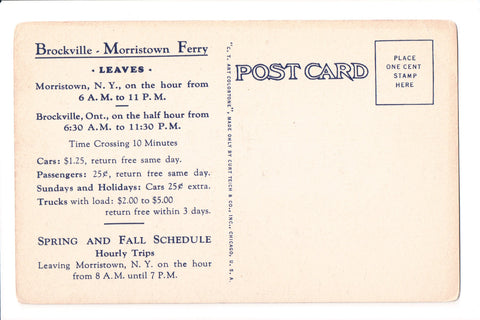 Brockville - Morristown Ferry
· LEAVES ·
Morristown, N. Y., on the hour from
6 A. M. to 11 P. M.
Brockville, Ont., on the half hour from
6:30 A. M. to 11:30 P. M.
Time Crossing 10 Minutes
Cars: $1.25, return free same day.
Passengers: 25¢, return free same day.
Sundays and Holidays: Cars 25¢ extra.
Trucks with load: $2.00 to $5.00
return free within 3 days.
SPRING AND FALL SCHEDULE
Hourly Trips
Leaving Morristown, N. Y. on the hour
from 8 A. M. until 7 P. M.
"C. T. ART COLORTONE" MADE ONLY BY CURT TEICH & CO., INC., CHICAGO, U. S. A.
POST CARD
PLACE
ONE CENT
STAMP
HERE